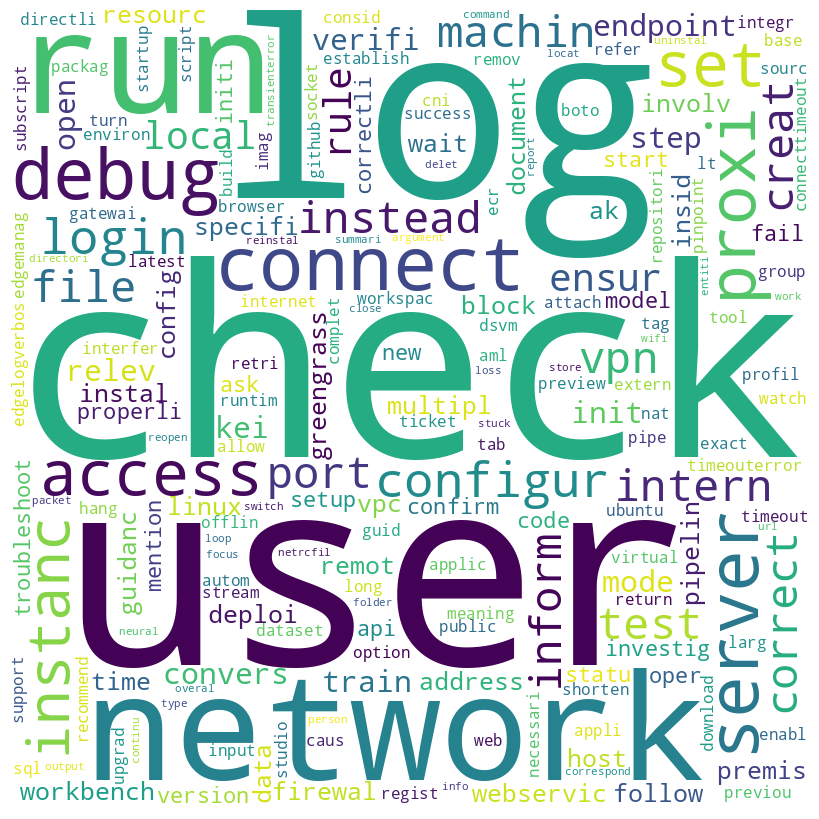 directli resourc consid verifi machin endpoint integr
run log command locat uninstal
packag startup script transienterror establish remov refer set base
subscript open turn environ initi socket cni success boto involv sourc
local build imag github correctli rule wait document step proxi creat
debug browser specifi delet report ecr ak start lt connecttimeout
gatewai reinstal instead summari argument insid repositori pinpoint fail
login latest connect ensur entiti group
directori file config internet close workspac block attach model work
edgelogverbos edgemanag interfer greengrass complet dsvm tag tool
check
relev retri runtim new aml vpn preview extern profil
instal ask wifi loss store
properli kei allow multipl ticket tab stuck init nat pipe exact watch
reopen access port configur intern timeouterror
packet hang linux setup vpc confirm switch code ubuntu timeout
troubleshoot instanc guidanc mention offlin loop focus netrcfil guid url
user
autom stream remot long applic meaning inform virtual mode pipelin server correct
deploi dataset folder api public return test
neural option investig larg
support recommend time convers train address statu oper
network
overal type person caus shorten necessari download enabl
sql output upgrad continu input data studio web appli host premis
workbench version firewal regist info webservic correspond follow previou